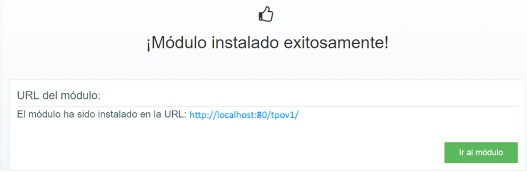 ¡Módulo instalado exitosamente!
URL del módulo:
El módulo ha sido instalado en la URL: http://localhost:80/tpov1/
Ir al módulo